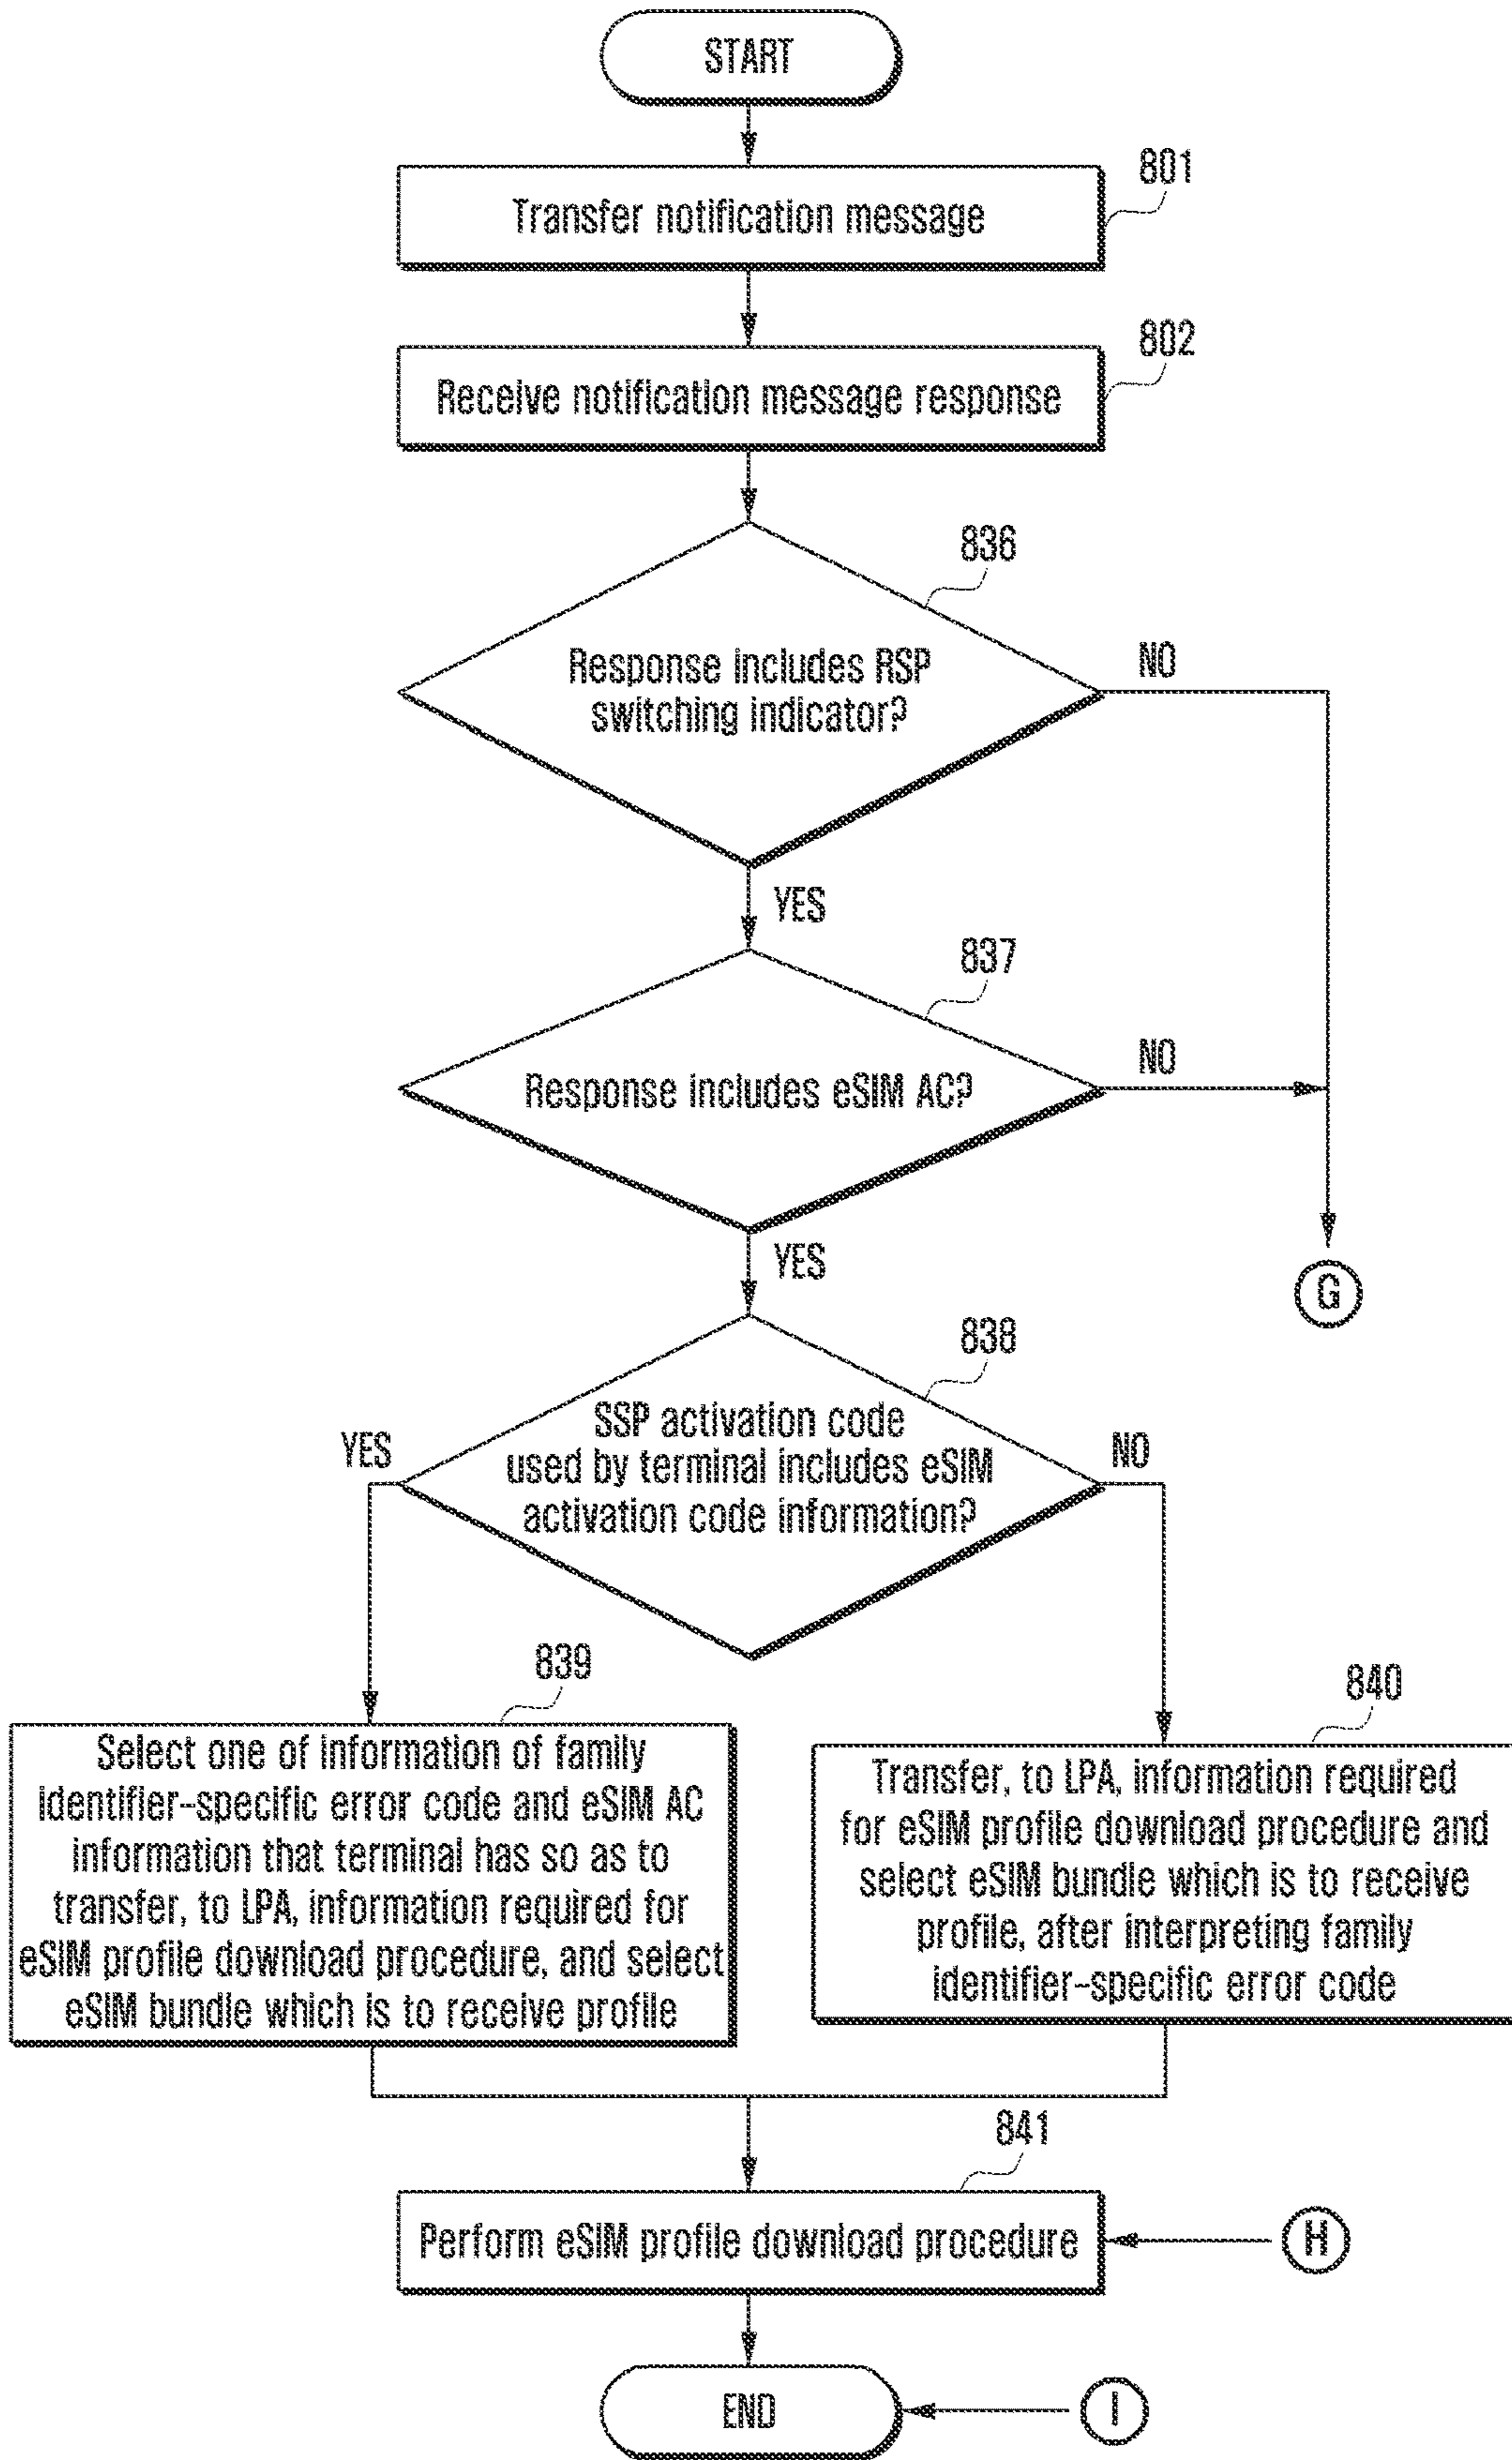 START
801
Transfer notification message
802
Receive notification message response
836
Response includes RSP
switching indicator?
NO
YES
837
Response includes eSIM AC?
NO
YES
G
838
SSP activation code
used by terminal includes eSIM
activation code information?
YES
NO
839
Select one of information of family
identifier-specific error code and eSIM AC
information that terminal has so as to
transfer, to LPA, information required for
eSIM profile download procedure, and select
eSIM bundle which is to receive profile
840
Transfer, to LPA, information required
for eSIM profile download procedure and
select eSIM bundle which is to receive
profile, after interpreting family
identifier-specific error code
841
Perform eSIM profile download procedure
H
END
I